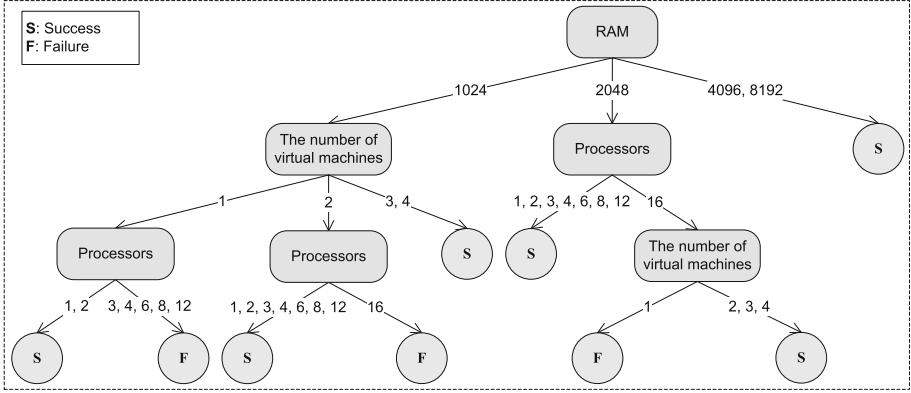 S: Success
F: Failure
RAM
1024
2048
4096, 8192
The number of
virtual machines
Processors
S
1
2
3, 4
1, 2, 3, 4, 6, 8, 12
16
Processors
Processors
S
S
The number of
virtual machines
1, 2
3, 4, 6, 8, 12
1, 2, 3, 4, 6, 8, 12
16
1
2, 3, 4
S
F
S
F
F
S